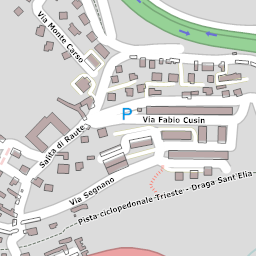 Via Monte Carso
P
Via Fabio Cusin
Salita di Raute
Via Segnano
Pista ciclopedonale Trieste - Draga Sant'Elia